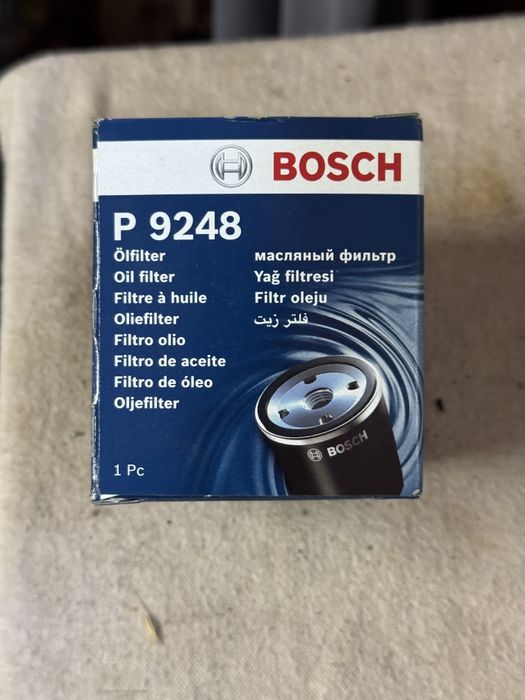 BOSCH
P 9248
Ölfilter
Oil filter
Filtre à huile
Oliefilter
Filtro olio
Filtro de aceite
Filtro de óleo
Oljefilter
масляный фильтр
Yağ filtresi
Filtr oleju
فلتر زيت
BOSCH
1 Pc